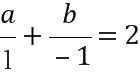 a/1 + b/−1 = 2